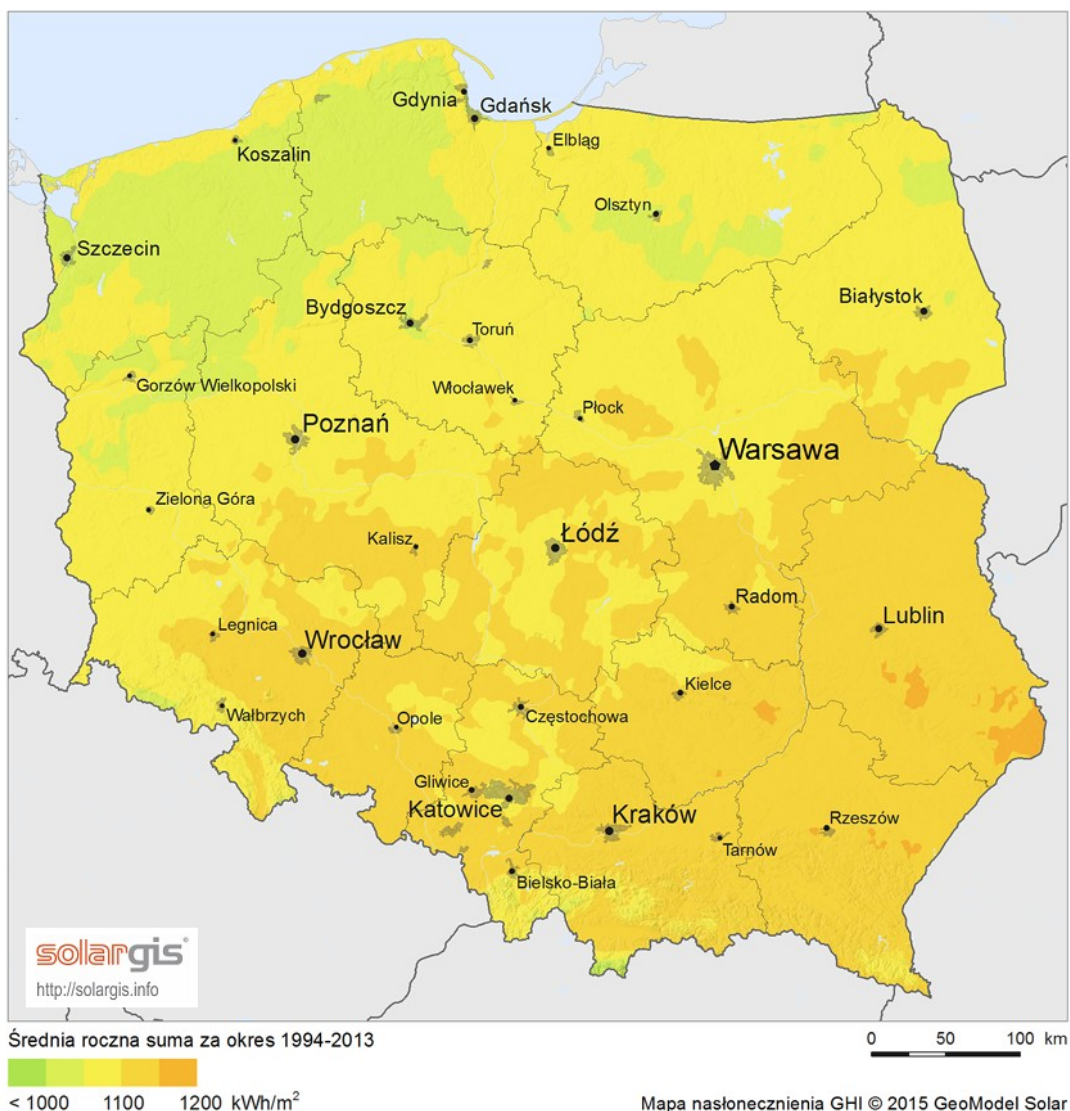 Gdynia
Gdańsk
Koszalin
Elbląg
Olsztyn
Szczecin
Bydgoszcz
Białystok
Toruń
Gorzów Wielkopolski
Włocławek
Płock
Poznań
Warsawa
Zielona Góra
Kalisz
Łódź
Radom
Legnica
Lublin
Wrocław
Kielce
Wałbrzych
Opole
Częstochowa
Gliwice
Katowice
Kraków
Rzeszów
Tarnów
Bielsko-Biała
solargis
http://solargis.info
Średnia roczna suma za okres 1994-2013
0 50 100 km
< 1000 1100 1200 kWh/m²
Mapa nasłonecznienia GHI © 2015 GeoModel Solar